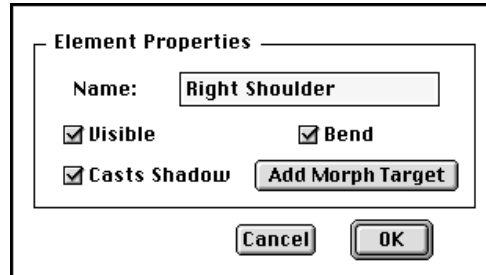 Element Properties
Name: Right Shoulder
Visible Bend
Casts Shadow Add Morph Target
Cancel OK